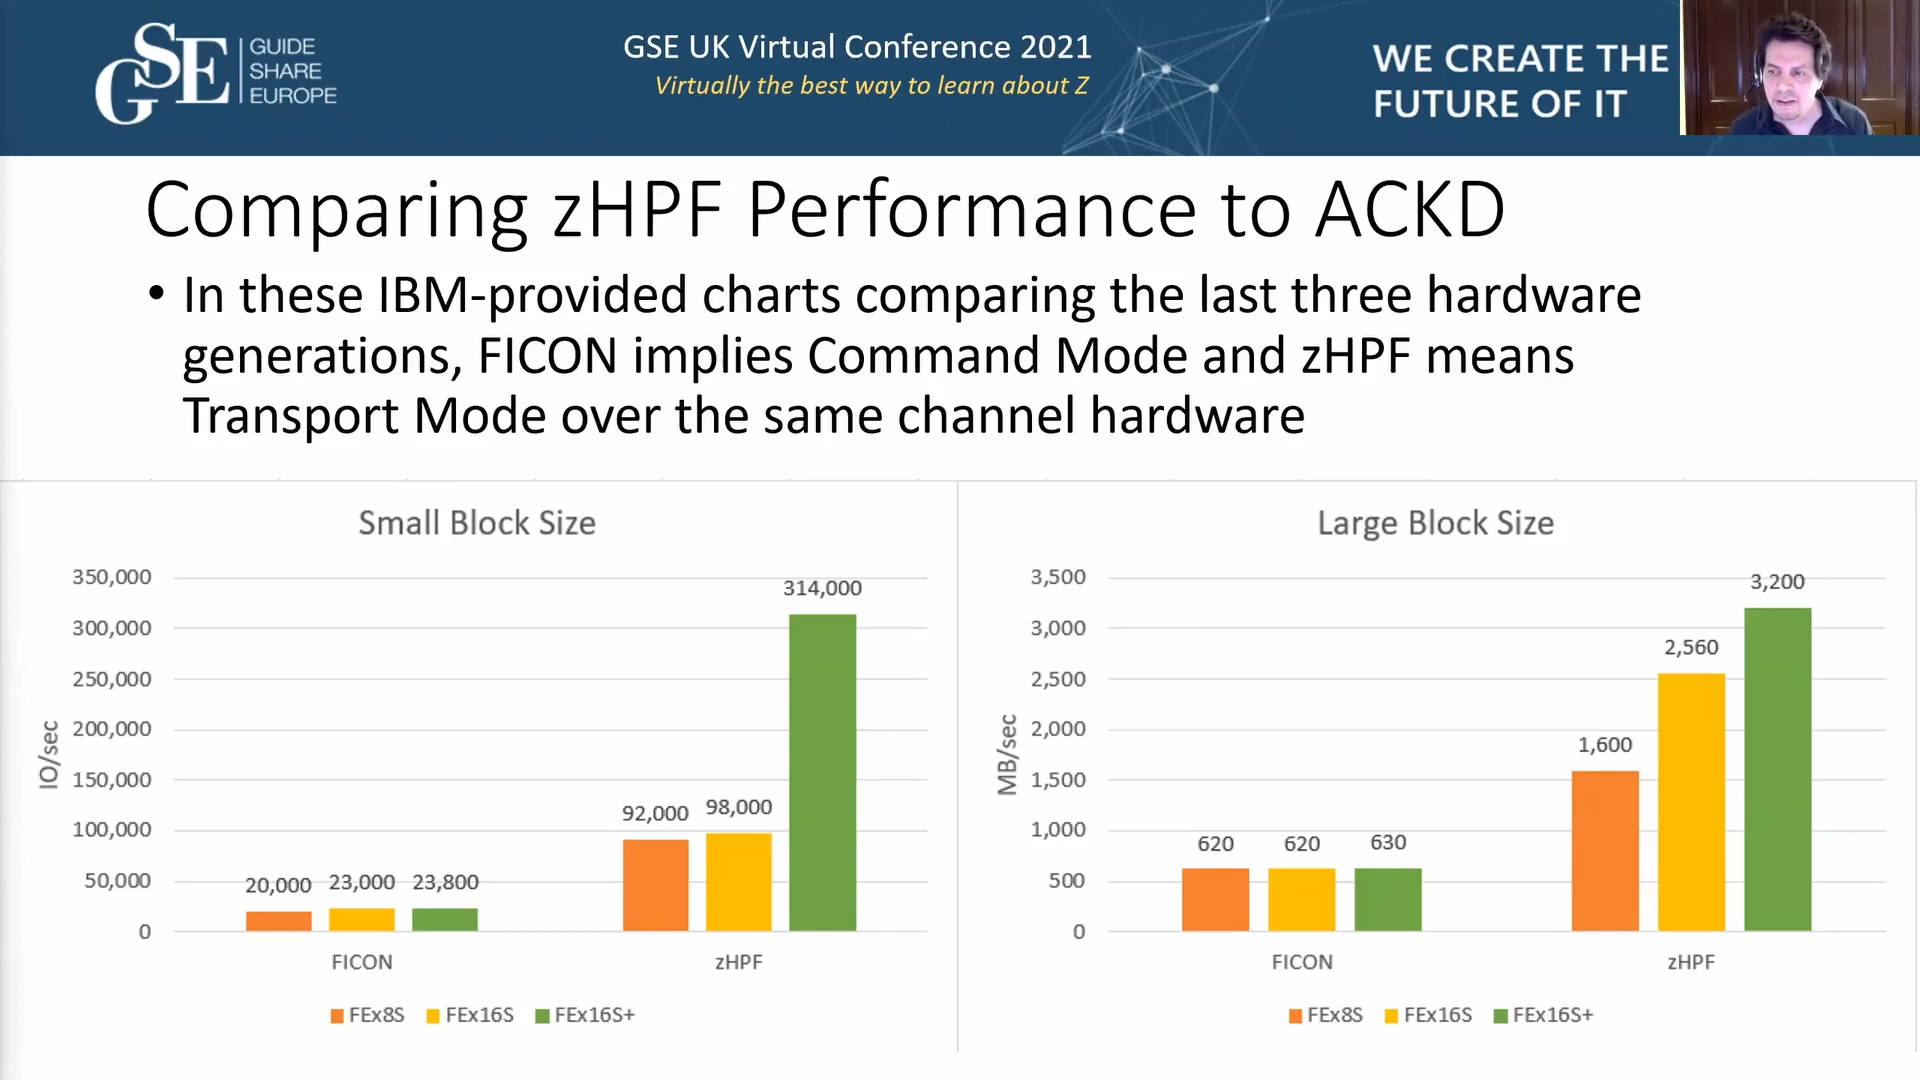 GSE
GUIDE
SHARE
EUROPE
GSE UK Virtual Conference 2021
Virtually the best way to learn about Z
WE CREATE THE
FUTURE OF IT
Comparing zHPF Performance to ACKD
• In these IBM-provided charts comparing the last three hardware
generations, FICON implies Command Mode and zHPF means
Transport Mode over the same channel hardware
Small Block Size
IO/sec
350,000
300,000
250,000
200,000
150,000
100,000
50,000
0
20,000 23,000 23,800
92,000 98,000 314,000
FICON zHPF
FEx8S FEx16S FEx16S+
Large Block Size
MB/sec
3,500
3,000
2,500
2,000
1,500
1,000
500
0
620 620 630
1,600 2,560 3,200
FICON zHPF
FEx8S FEx16S FEx16S+